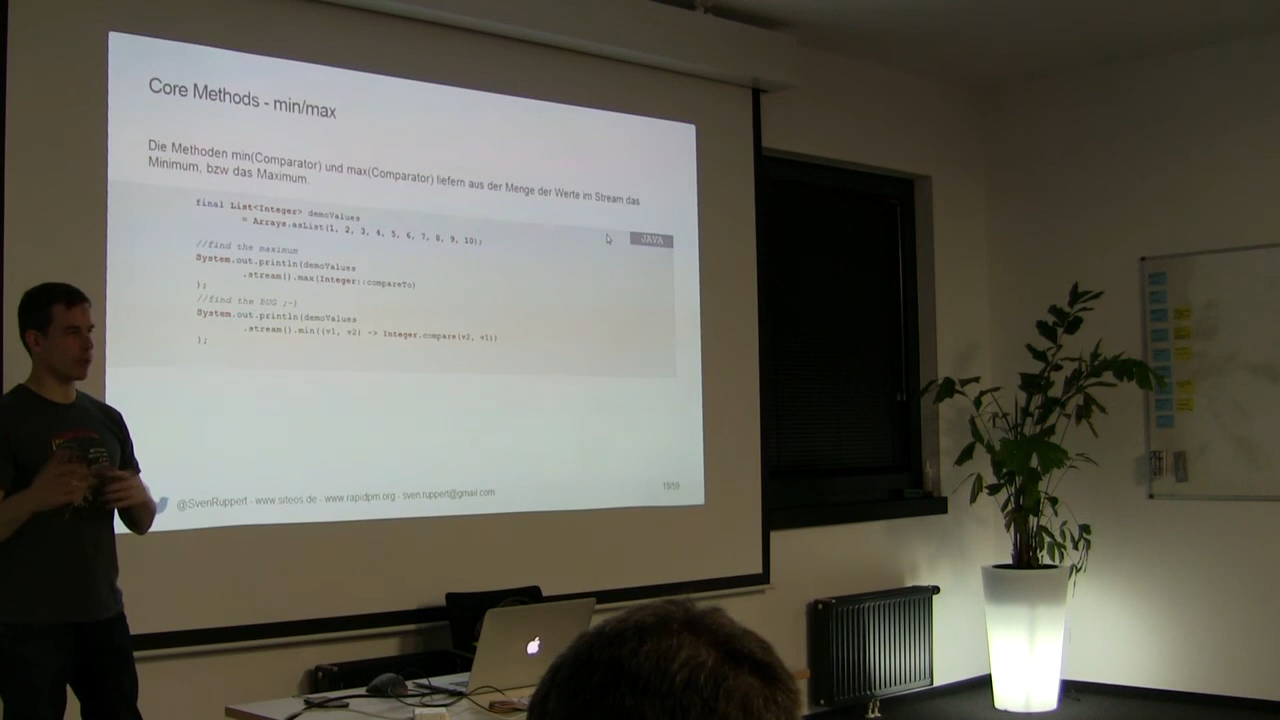 Core Methods - min/max
Die Methoden min(Comparator) und max(Comparator) liefern aus der Menge der Werte im Stream das
Minimum, bzw das Maximum.
final List<Integer> demoValues
= Arrays.asList(1, 2, 3, 4, 5, 6, 7, 8, 9, 10);
JAVA
//find the maximum
System.out.println(demoValues
.stream().max(Integer::compareTo)
);
//find the BUG ;-)
System.out.println(demoValues
.stream().min((v1, v2) -> Integer.compare(v2, v1))
);
@SvenRuppert - www.siteos.de - www.rapidpm.org - sven.ruppert@gmail.com
19/59